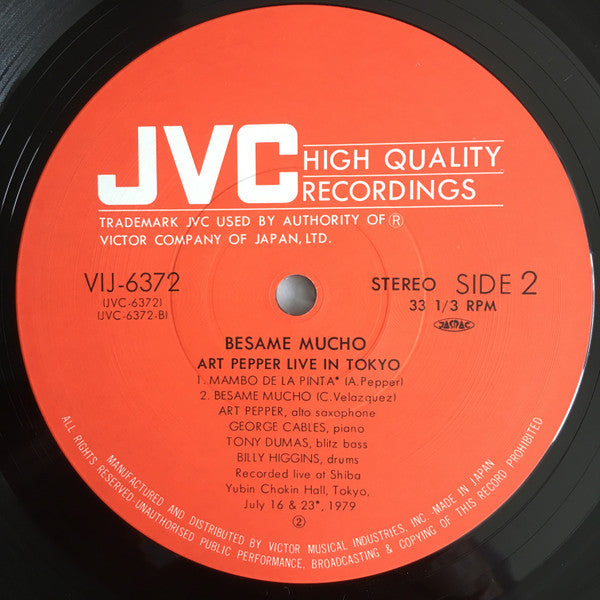 JVC
HIGH QUALITY
RECORDINGS
TRADEMARK JVC USED BY AUTHORITY OF ®
VICTOR COMPANY OF JAPAN, LTD.
VIJ-6372
(JVC-6372)
(JVC-6372-B)
STEREO SIDE 2
33 1/3 RPM
JASRAC
BESAME MUCHO
ART PEPPER LIVE IN TOKYO
1. MAMBO DE LA PINTA* (A.Pepper)
2. BESAME MUCHO (C.Velazquez)
ART PEPPER, alto saxophone
GEORGE CABLES, piano
TONY DUMAS, blitz bass
BILLY HIGGINS, drums
Recorded live at Shiba
Yubin Chokin Hall, Tokyo,
July 16 & 23*, 1979
②
MANUFACTURED AND DISTRIBUTED BY VICTOR MUSICAL INDUSTRIES, INC.-MADE IN JAPAN
ALL RIGHTS RESERVED-UNAUTHORISED PUBLIC PERFORMANCE, BROADCASTING & COPYING OF THIS RECORD PROHIBITED